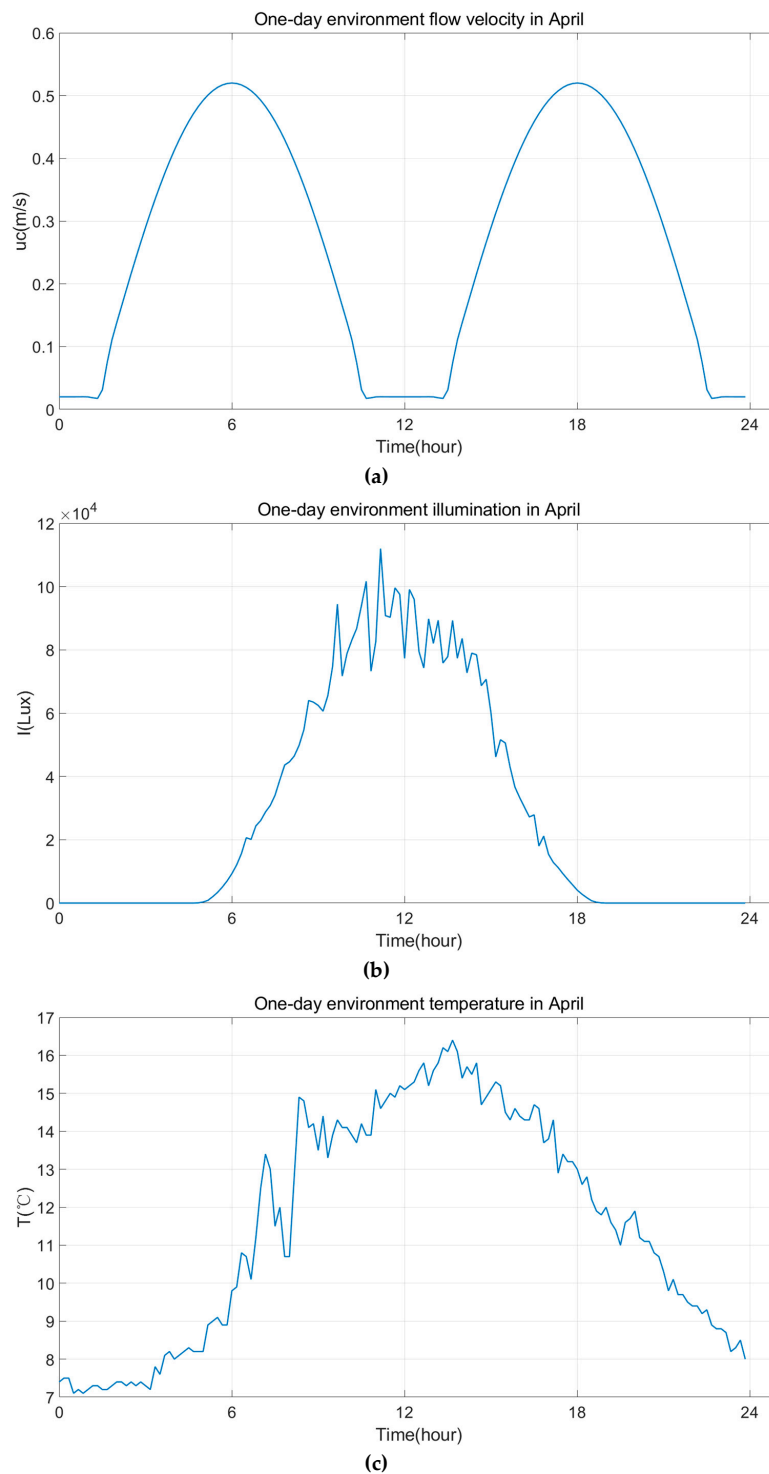 One-day environment flow velocity in April
0.6
0.5
0.4
0.3
0.2
0.1
0
uc(m/s)
0 6 12 18 24
Time(hour)
(a)
One-day environment illumination in April
×10⁴
12
10
8
6
4
2
0
I(Lux)
0 6 12 18 24
Time(hour)
(b)
One-day environment temperature in April
17
16
15
14
13
12
11
10
9
8
7
T(℃)
0 6 12 18 24
Time(hour)
(c)